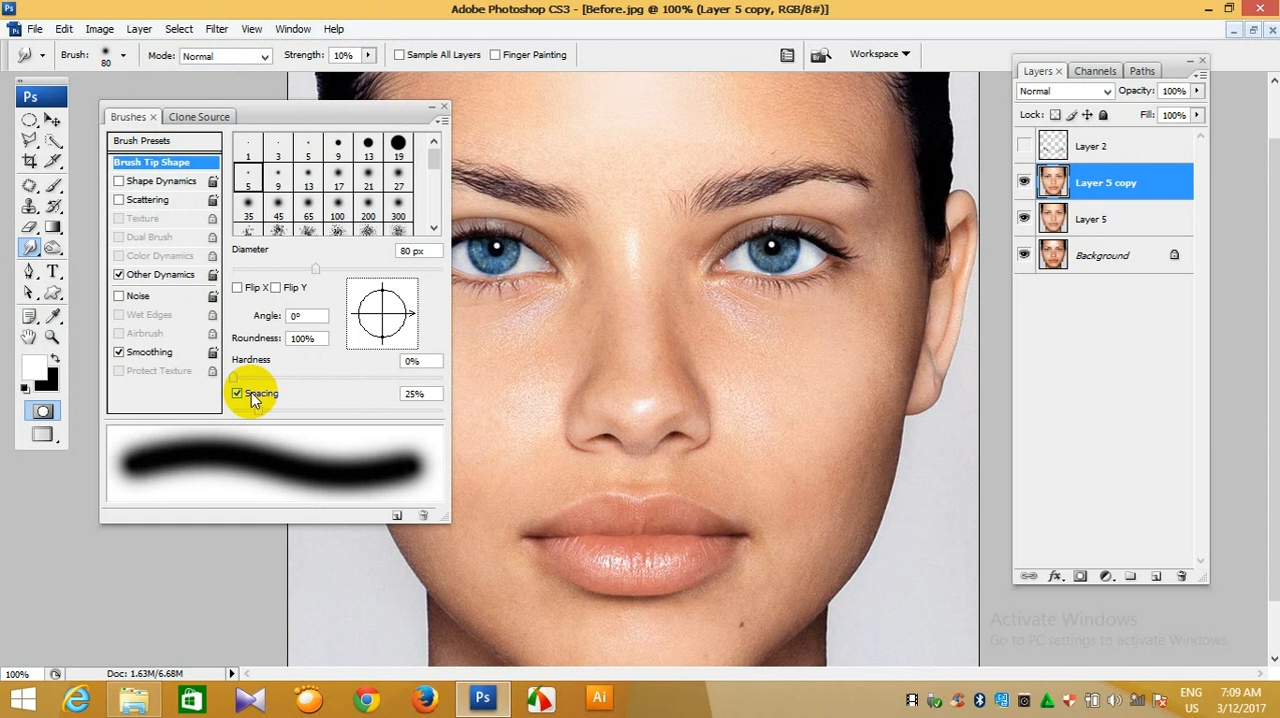 Ps
Adobe Photoshop CS3 - [Before.jpg @ 100% (Layer 5 copy, RGB/8#)]
File Edit Image Layer Select Filter View Window Help
Brush: 80 Mode: Normal Strength: 10% Sample All Layers Finger Painting Workspace
Ps
Brushes × Clone Source
Brush Presets
Brush Tip Shape
Shape Dynamics
Scattering
Texture
Dual Brush
Color Dynamics
Other Dynamics
Noise
Wet Edges
Airbrush
Smoothing
Protect Texture
1 3 5 9 13 19
5 9 13 17 21 27
35 45 65 100 200 300
Diameter 80 px
Flip X Flip Y
Angle: 0°
Roundness: 100%
Hardness 0%
Spacing 25%
T
Layers × Channels Paths
Normal Opacity: 100%
Lock: Fill: 100%
Layer 2
Layer 5 copy
Layer 5
Background
fx
Activate Windows
Go to PC settings to activate Windows.
100% Doc: 1.63M/6.68M
Ps Ai
ENG 7:09 AM
US 3/12/2017